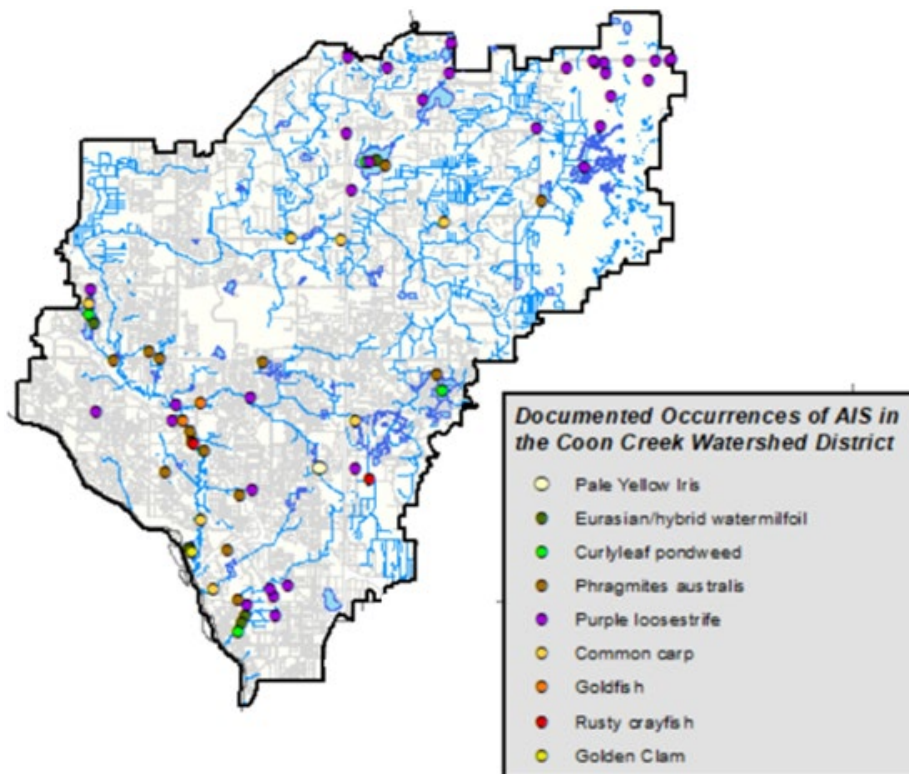 Documented Occurrences of AIS in
the Coon Creek Watershed District
Pale Yellow Iris
Eurasian/hybrid watermilfoil
Curlyleaf pondweed
Phragmites australis
Purple loosestrife
Common carp
Goldfish
Rusty crayfish
Golden Clam